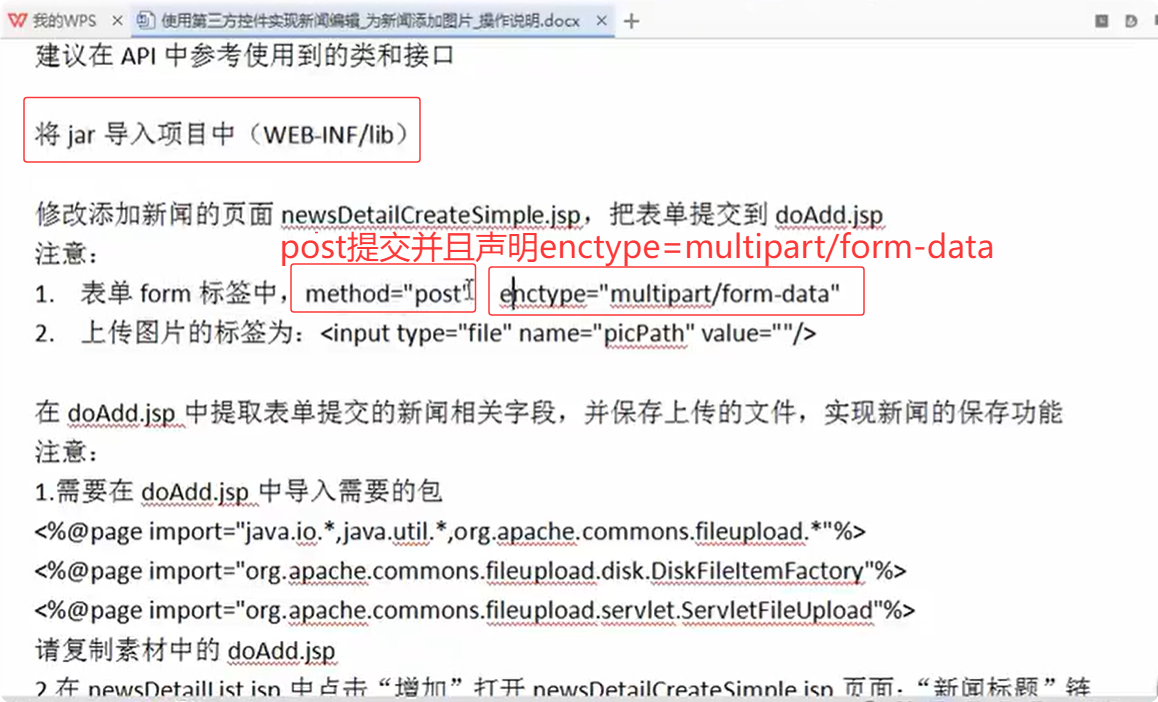 我的WPS
使用第三方控件实现新闻编辑_为新闻添加图片_操作说明.docx
建议在 API 中参考使用到的类和接口
将 jar 导入项目中（WEB-INF/lib）
修改添加新闻的页面 newsDetailCreateSimple.jsp，把表单提交到 doAdd.jsp
post提交并且声明enctype=multipart/form-data
注意：
1. 表单 form 标签中，method="post" enctype="multipart/form-data"
2. 上传图片的标签为：<input type="file" name="picPath" value=""/>
在 doAdd.jsp 中提取表单提交的新闻相关字段，并保存上传的文件，实现新闻的保存功能
注意：
1.需要在 doAdd.jsp 中导入需要的包
<%@page import="java.io.*,java.util.*,org.apache.commons.fileupload.*"%>
<%@page import="org.apache.commons.fileupload.disk.DiskFileItemFactory"%>
<%@page import="org.apache.commons.fileupload.servlet.ServletFileUpload"%>
请复制素材中的 doAdd.jsp
2.在 newsDetailList.jsp 中点击“增加”打开 newsDetailCreateSimple.jsp 页面；“新闻标题”链